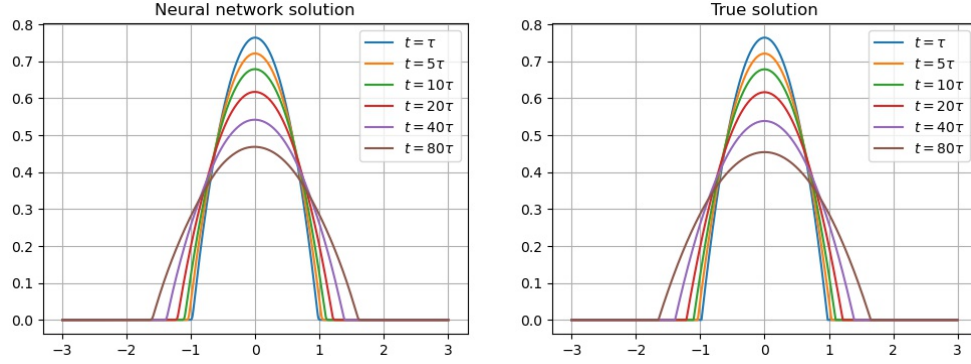 Neural network solution
0.8
0.7
0.6
0.5
0.4
0.3
0.2
0.1
0.0
−3
−2
−1
0
1
2
3
t = τ
t = 5τ
t = 10τ
t = 20τ
t = 40τ
t = 80τ
True solution
0.8
0.7
0.6
0.5
0.4
0.3
0.2
0.1
0.0
−3
−2
−1
0
1
2
3
t = τ
t = 5τ
t = 10τ
t = 20τ
t = 40τ
t = 80τ